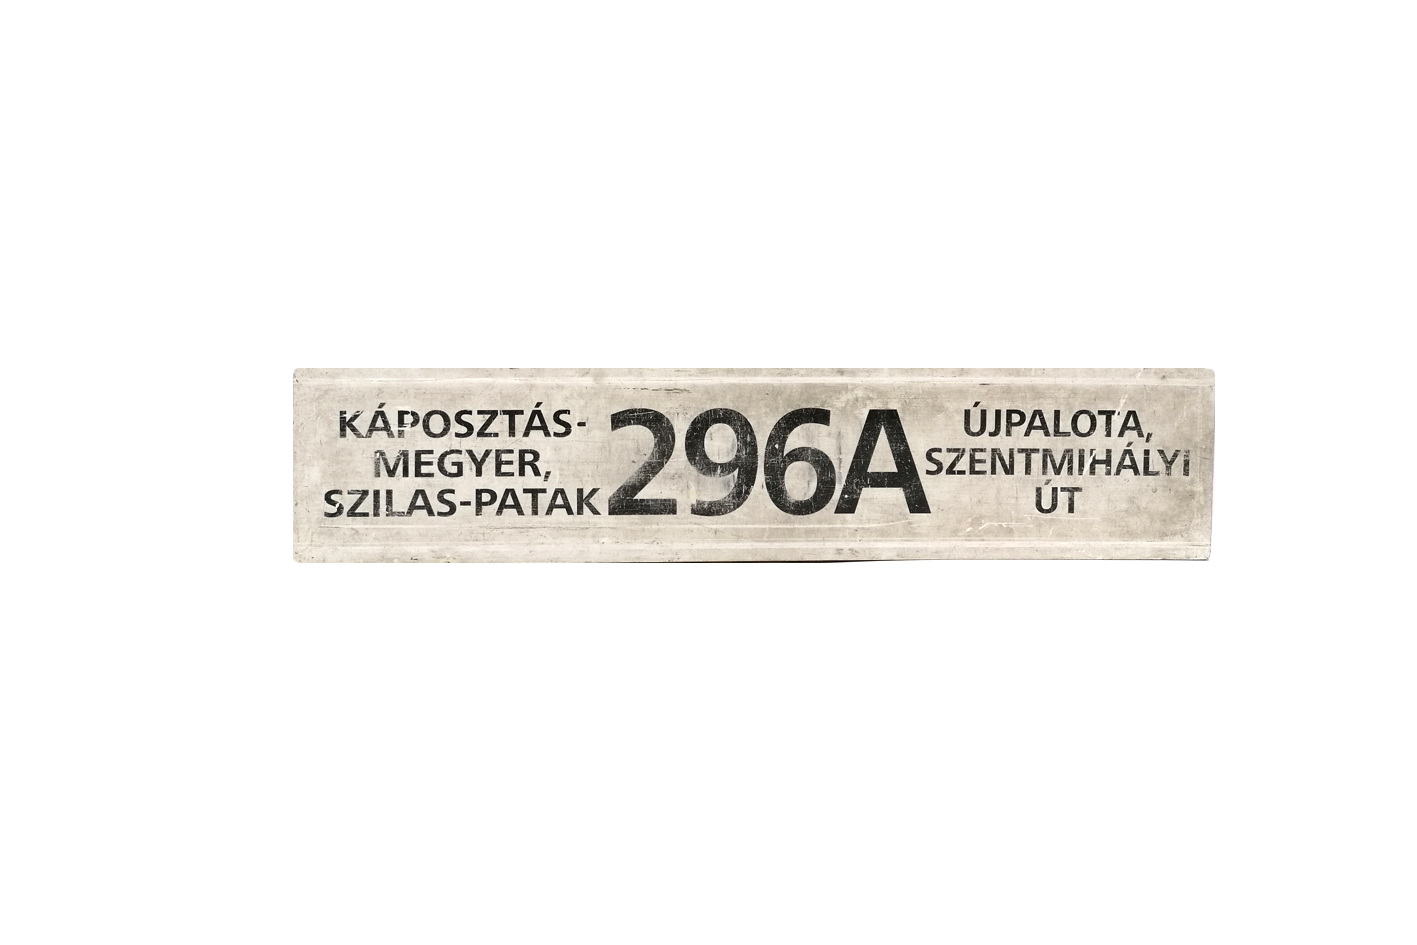 KÁPOSZTÁS-
MEGYER,
SZILAS-PATAK
296A
ÚJPALOTA,
SZENTMIHÁLYI
ÚT